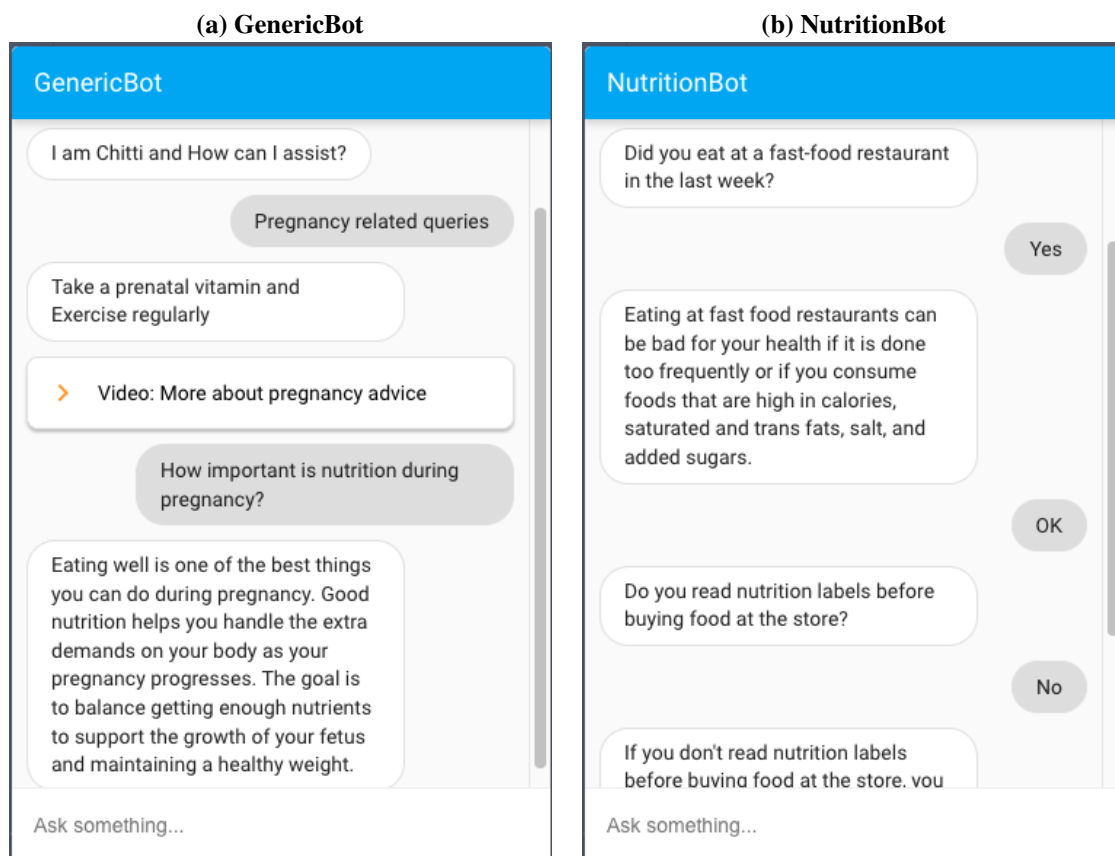 (a) GenericBot
GenericBot
I am Chitti and How can I assist?
Pregnancy related queries
Take a prenatal vitamin and
Exercise regularly
Video: More about pregnancy advice
How important is nutrition during
pregnancy?
Eating well is one of the best things
you can do during pregnancy. Good
nutrition helps you handle the extra
demands on your body as your
pregnancy progresses. The goal is
to balance getting enough nutrients
to support the growth of your fetus
and maintaining a healthy weight.
Ask something...
(b) NutritionBot
NutritionBot
Did you eat at a fast-food restaurant
in the last week?
Yes
Eating at fast food restaurants can
be bad for your health if it is done
too frequently or if you consume
foods that are high in calories,
saturated and trans fats, salt, and
added sugars.
OK
Do you read nutrition labels before
buying food at the store?
No
If you don't read nutrition labels
before buying food at the store, you
Ask something...